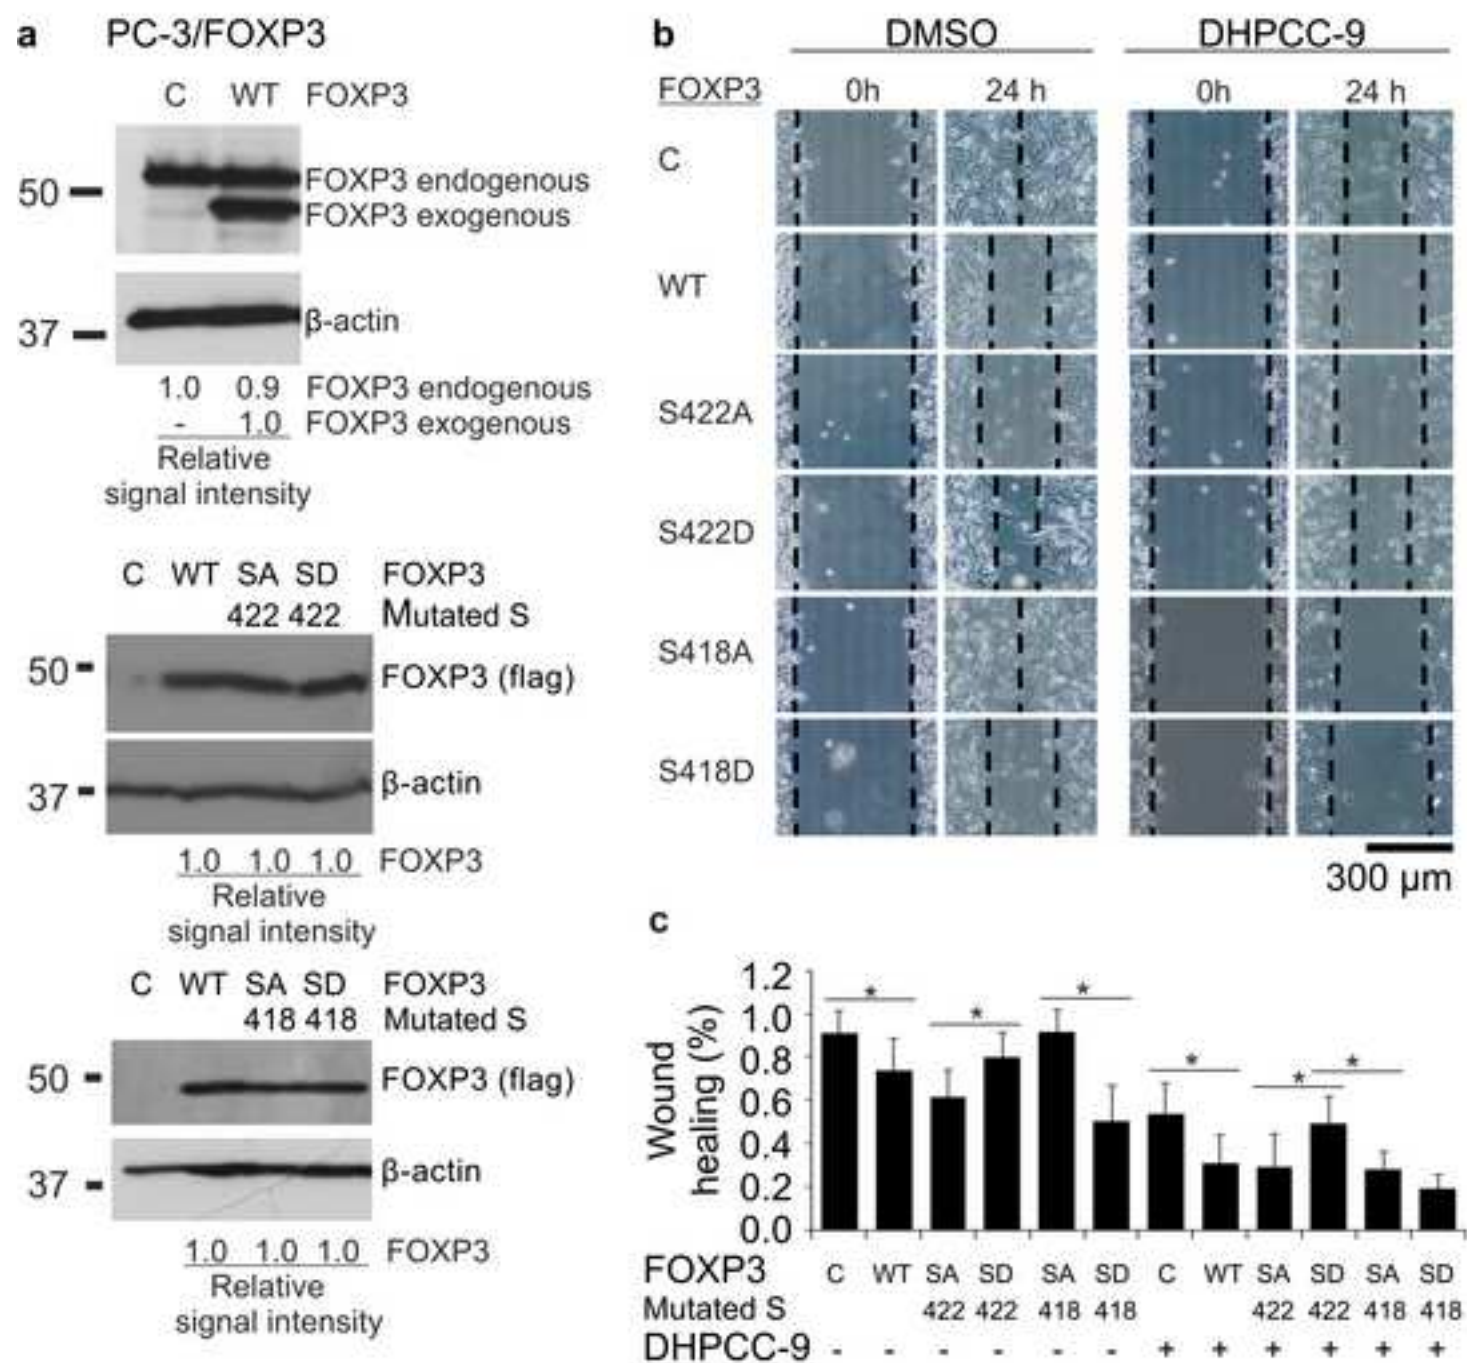 a PC-3/FOXP3
C WT FOXP3
50
FOXP3 endogenous
FOXP3 exogenous
37
β-actin
1.0 0.9 FOXP3 endogenous
- 1.0 FOXP3 exogenous
Relative
signal intensity
C WT SA SD FOXP3
422 422 Mutated S
50
FOXP3 (flag)
37
β-actin
1.0 1.0 1.0 FOXP3
Relative
signal intensity
C WT SA SD FOXP3
418 418 Mutated S
50
FOXP3 (flag)
37
β-actin
1.0 1.0 1.0 FOXP3
Relative
signal intensity
b DMSO DHPCC-9
FOXP3 0h 24 h 0h 24 h
C
WT
S422A
S422D
S418A
S418D
300 µm
c
Wound
healing (%)
1.2
1.0
0.8
0.6
0.4
0.2
0.0
* * * * * *
FOXP3 C WT SA SD SA SD C WT SA SD SA SD
Mutated S 422 422 418 418 422 422 418 418
DHPCC-9 - - - - - - + + + + + +